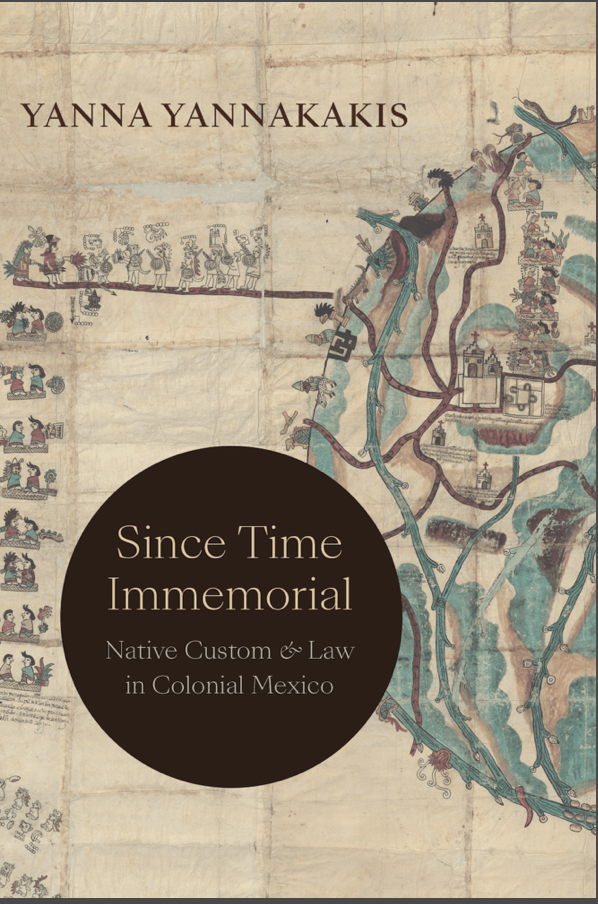 YANNA YANNAKAKIS
Since Time
Immemorial
Native Custom & Law
in Colonial Mexico